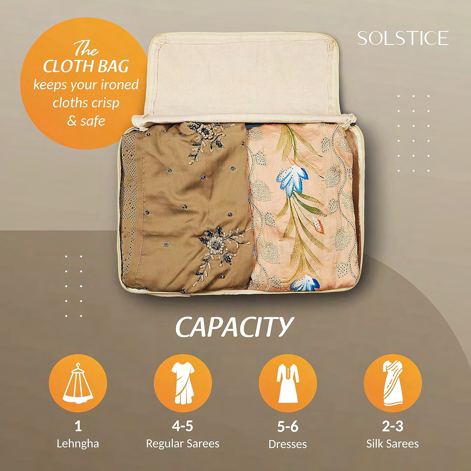 The
CLOTH BAG
keeps your ironed
cloths crisp
& safe
SOLSTICE
CAPACITY
1
Lehngha
4-5
Regular Sarees
5-6
Dresses
2-3
Silk Sarees